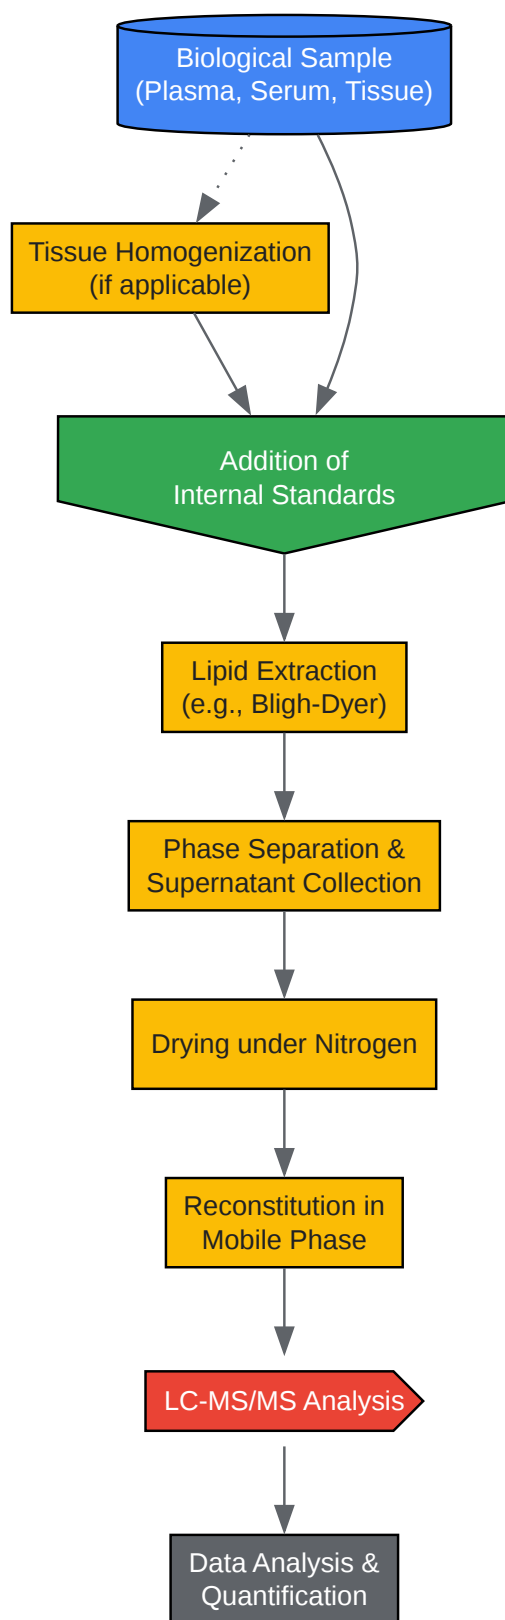 Biological Sample
(Plasma, Serum, Tissue)
Tissue Homogenization
(if applicable)
Addition of
Internal Standards
Lipid Extraction
(e.g., Bligh-Dyer)
Phase Separation &
Supernatant Collection
Drying under Nitrogen
Reconstitution in
Mobile Phase
LC-MS/MS Analysis
Data Analysis &
Quantification